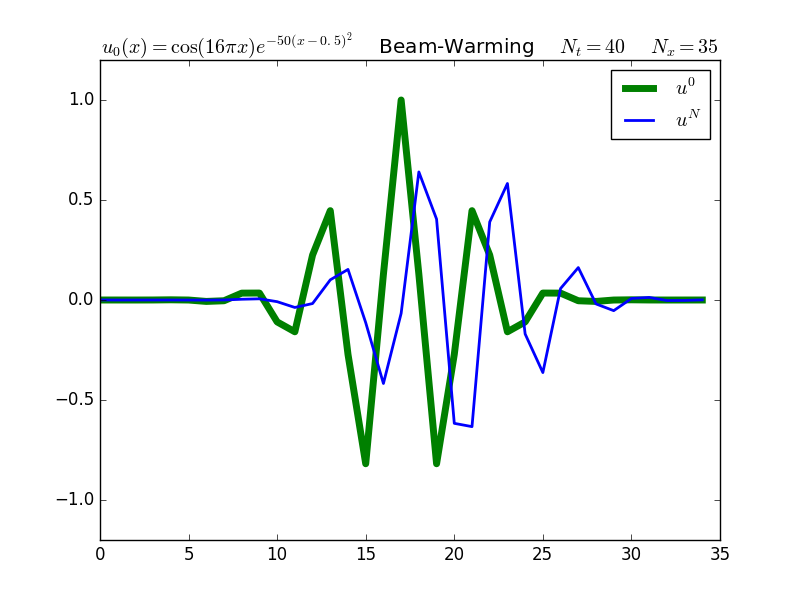 u_0(x) = cos(16πx)e^{-50(x-0.5)^2} Beam-Warming N_t = 40 N_x = 35
u^0
u^N
1.0
0.5
0.0
−0.5
−1.0
0 5 10 15 20 25 30 35